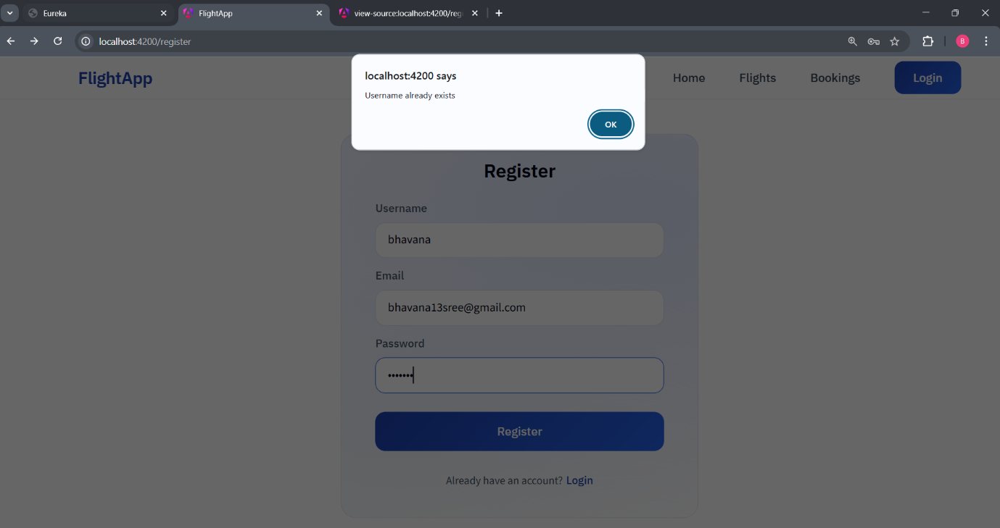 Eureka
FlightApp
view-source:localhost:4200/reg
localhost:4200/register
B
FlightApp
Home
Flights
Bookings
Login
localhost:4200 says
Username already exists
OK
Register
Username
bhavana
Email
bhavana13sree@gmail.com
Password
•••••••
Register
Already have an account? Login